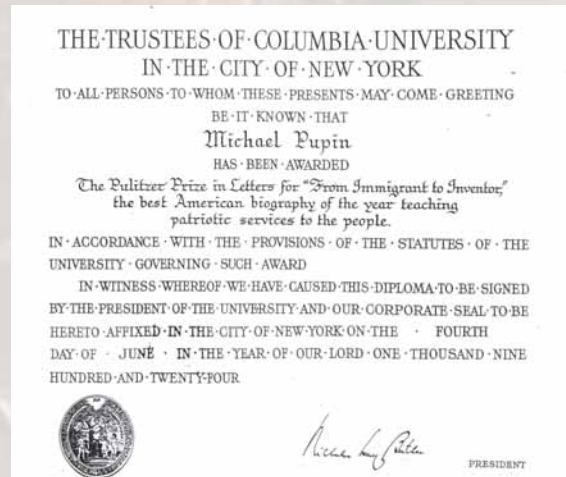 THE·TRUSTEES·OF·COLUMBIA·UNIVERSITY
IN·THE·CITY·OF·NEW·YORK
TO·ALL·PERSONS·TO·WHOM·THESE·PRESENTS·MAY·COME·GREETING
BE·IT·KNOWN·THAT
Michael Pupin
HAS·BEEN·AWARDED
The Pulitzer Prize in Letters for "From Immigrant to Inventor,"
the best American biography of the year teaching
patriotic services to the people.
IN·ACCORDANCE·WITH·THE·PROVISIONS·OF·THE·STATUTES·OF·THE
UNIVERSITY·GOVERNING·SUCH·AWARD
IN·WITNESS·WHEREOF·WE·HAVE·CAUSED·THIS·DIPLOMA·TO·BE·SIGNED
BY·THE·PRESIDENT·OF·THE·UNIVERSITY·AND·OUR·CORPORATE·SEAL·TO·BE
HERETO·AFFIXED·IN·THE·CITY·OF·NEW·YORK·ON·THE · FOURTH
DAY·OF · JUNE · IN·THE·YEAR·OF·OUR·LORD·ONE·THOUSAND·NINE
HUNDRED·AND·TWENTY·FOUR
Nicholas Murray Butler
PRESIDENT